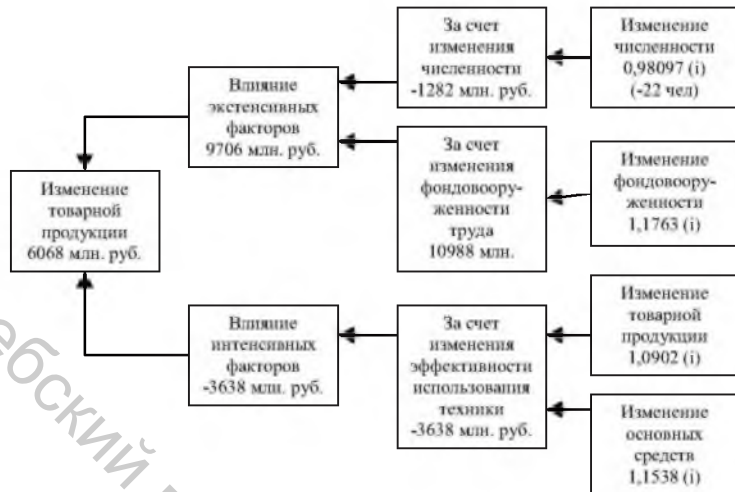 За счет
изменения
численности
-1282 млн. руб.
Изменение
численности
0,98097 (i)
(-22 чел)
Влияние
экстенсивных
факторов
9706 млн. руб.
За счет
изменения
фондовоору-
женности
труда
10988 млн.
Изменение
фондовоору-
женности
1,1763 (i)
Изменение
товарной
продукции
6068 млн. руб.
Влияние
интенсивных
факторов
-3638 млн. руб.
За счет
изменения
эффективности
использования
техники
-3638 млн. руб.
Изменение
товарной
продукции
1,0902 (i)
Изменение
основных
средств
1,1538 (i)